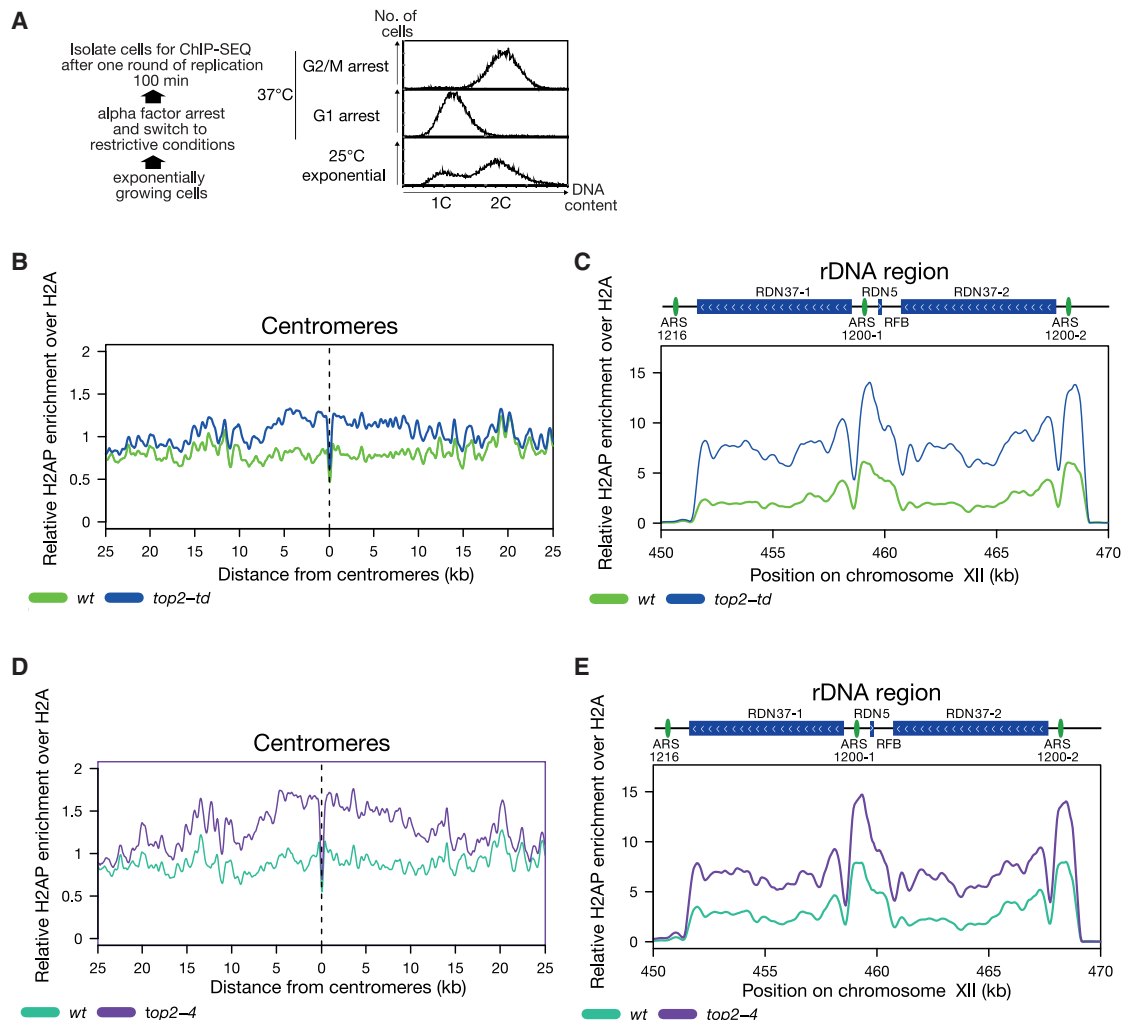 A
Isolate cells for ChIP-SEQ
after one round of replication
100 min
alpha factor arrest
and switch to
restrictive conditions
exponentially
growing cells
37°C
No. of
cells
G2/M arrest
G1 arrest
25°C
exponential
1C
2C
DNA
content
B
Centromeres
Relative H2AP enrichment over H2A
2
1.5
1
0.5
0
25 20 15 10 5 0 5 10 15 20 25
Distance from centromeres (kb)
wt top2–td
C
rDNA region
RDN37-1 RDN5 RDN37-2
ARS
1216
ARS
1200-1
RFB
ARS
1200-2
Relative H2AP enrichment over H2A
15
10
5
0
450 455 460 465 470
Position on chromosome XII (kb)
wt top2–td
D
Centromeres
Relative H2AP enrichment over H2A
2
1.5
1
0.5
0
25 20 15 10 5 0 5 10 15 20 25
Distance from centromeres (kb)
wt top2–4
E
rDNA region
RDN37-1 RDN5 RDN37-2
ARS
1216
ARS
1200-1
RFB
ARS
1200-2
Relative H2AP enrichment over H2A
15
10
5
0
450 455 460 465 470
Position on chromosome XII (kb)
wt top2–4